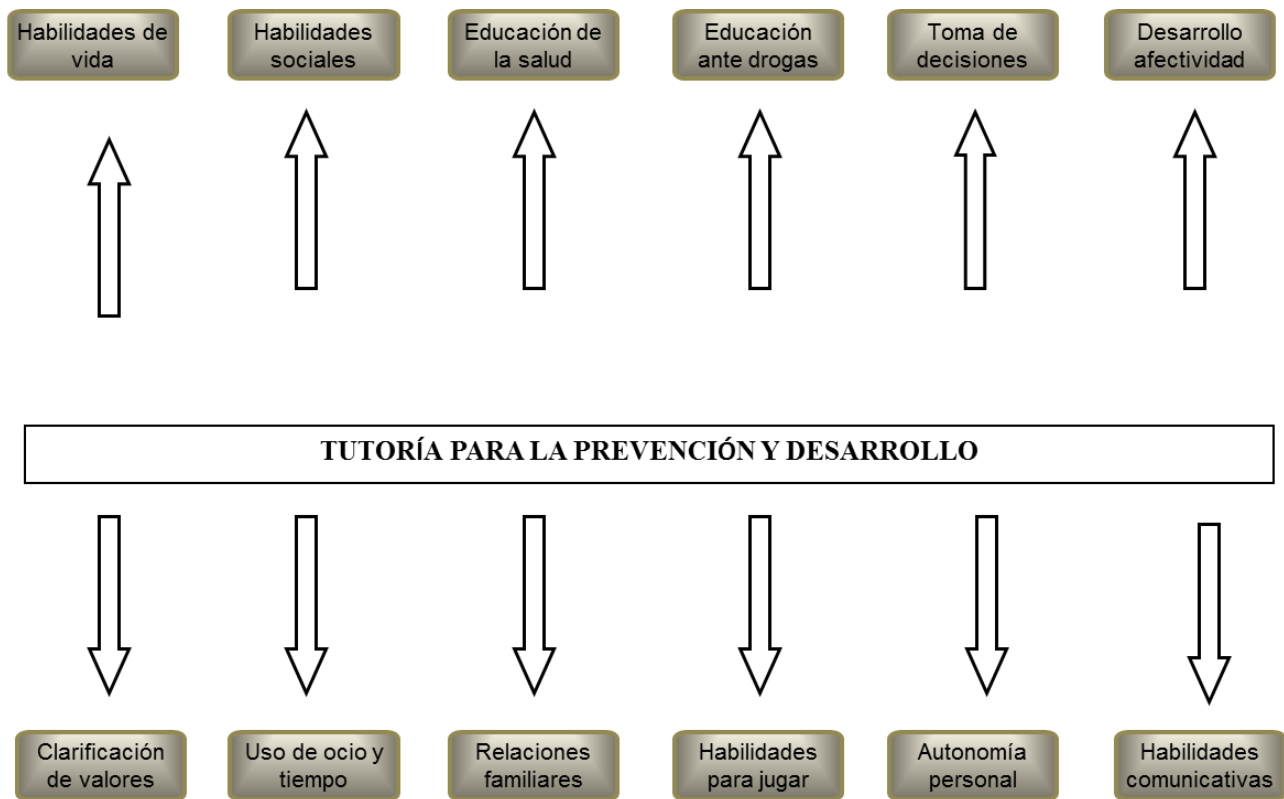 Habilidades de
vida
Habilidades
sociales
Educación de
la salud
Educación
ante drogas
Toma de
decisiones
Desarrollo
afectividad
TUTORÍA PARA LA PREVENCIÓN Y DESARROLLO
Clarificación
de valores
Uso de ocio y
tiempo
Relaciones
familiares
Habilidades
para jugar
Autonomía
personal
Habilidades
comunicativas